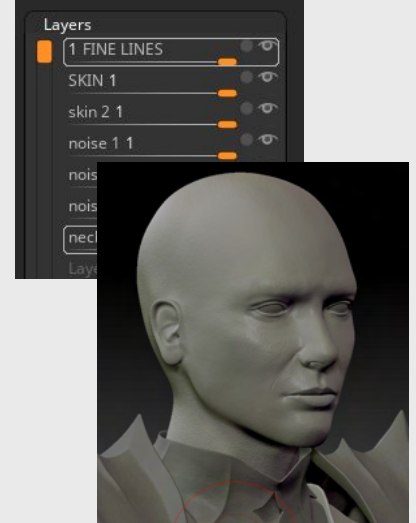 Layers
1 FINE LINES
SKIN 1
skin 2 1
noise 1 1